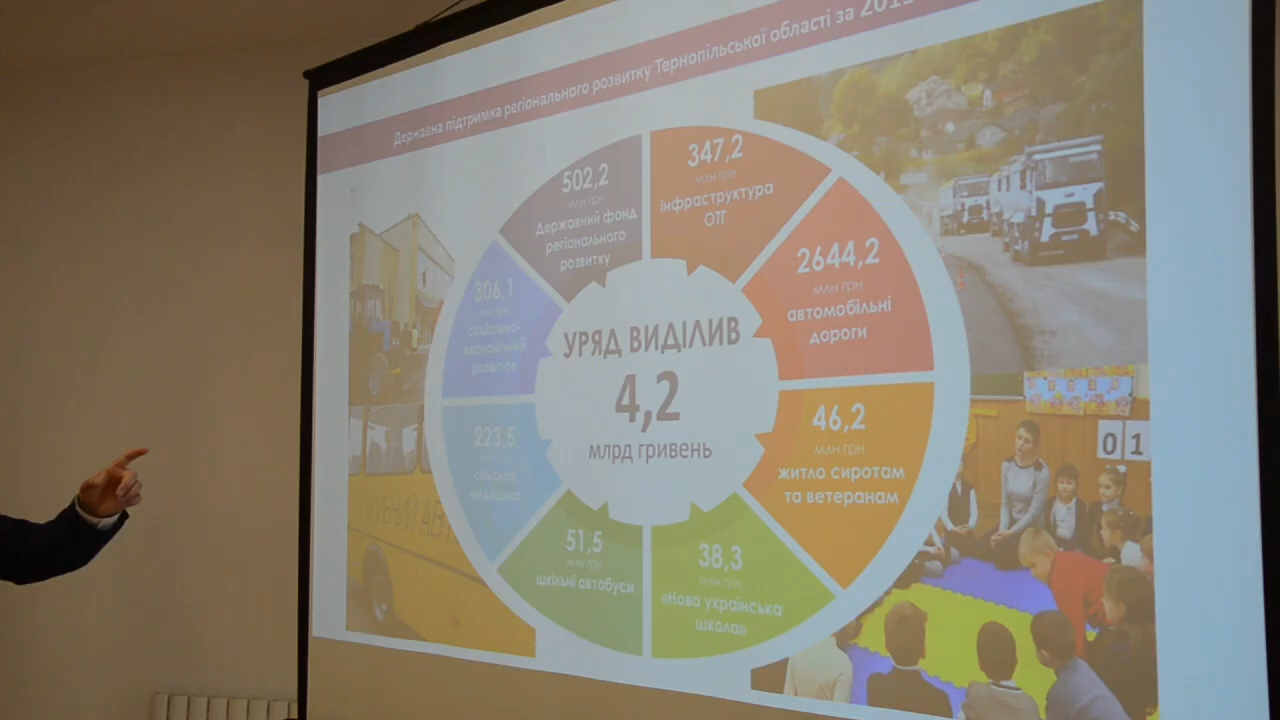 Державна підтримка регіонального розвитку Тернопільської області за
502,2
млн грн
Державний фонд
регіонального
розвитку
347,2
млн грн
інфраструктура
ОТГ
2644,2
млн грн
автомобільні
дороги
306,1
млн грн
соціально-
економічний
розвиток
УРЯД ВИДІЛИВ
4,2
млрд гривень
46,2
млн грн
житло сиротам
та ветеранам
223,5
млн грн
сільська
медицина
51,5
млн грн
шкільні автобуси
38,3
млн грн
«Нова українська
школа»
01